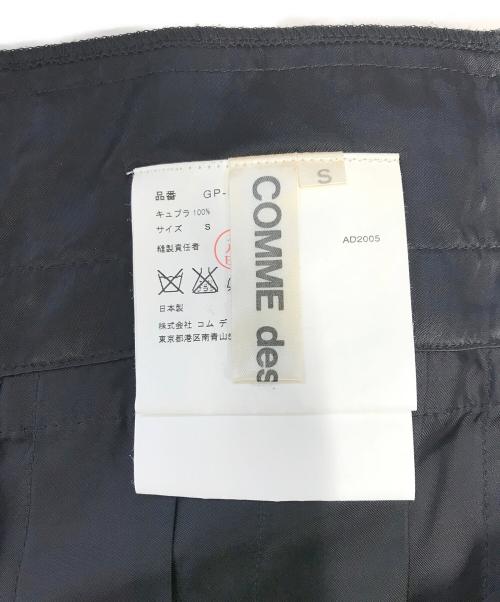 品番 GP-
キュプラ 100%
サイズ S
縫製責任者
日本製
株式会社 コム デ
東京都港区南青山5
COMME des
S
AD2005